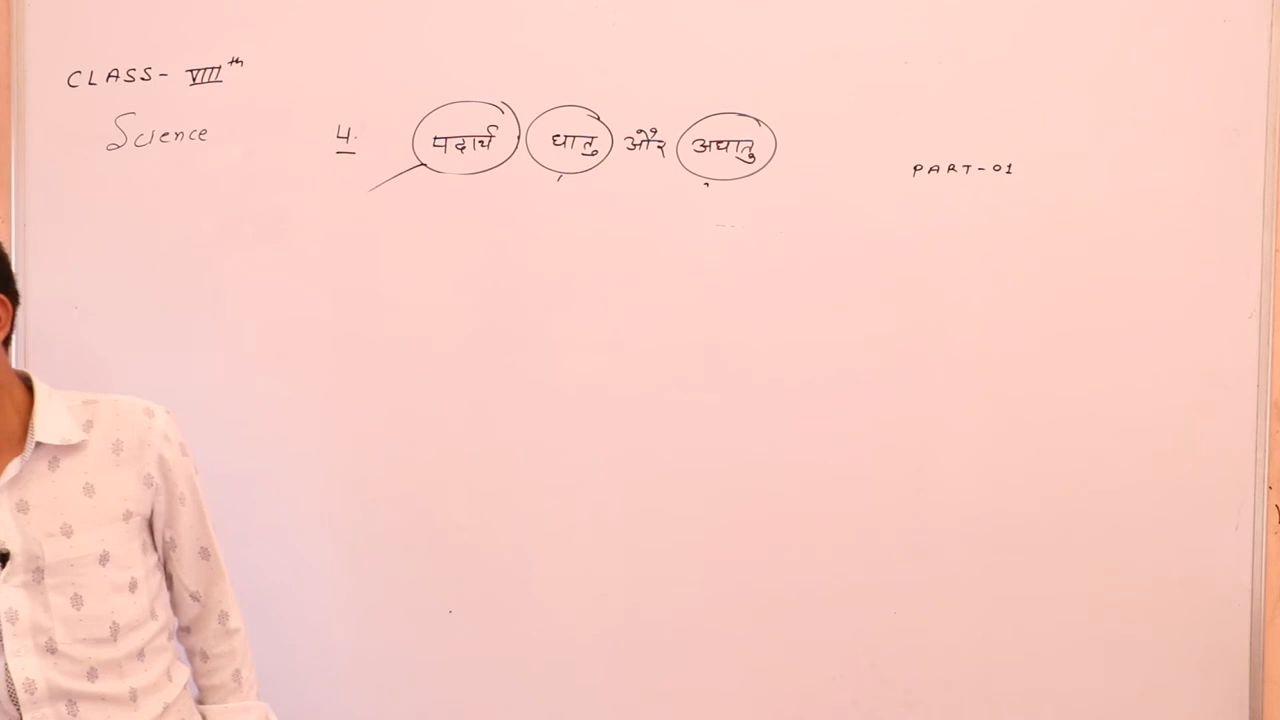 CLASS- VIII th
Science
4. पदार्थ धातु और अधातु
PART-01